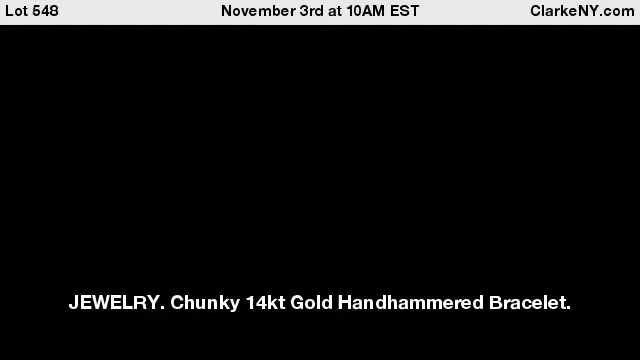 Lot 548 November 3rd at 10AM EST ClarkeNY.com
JEWELRY. Chunky 14kt Gold Handhammered Bracelet.